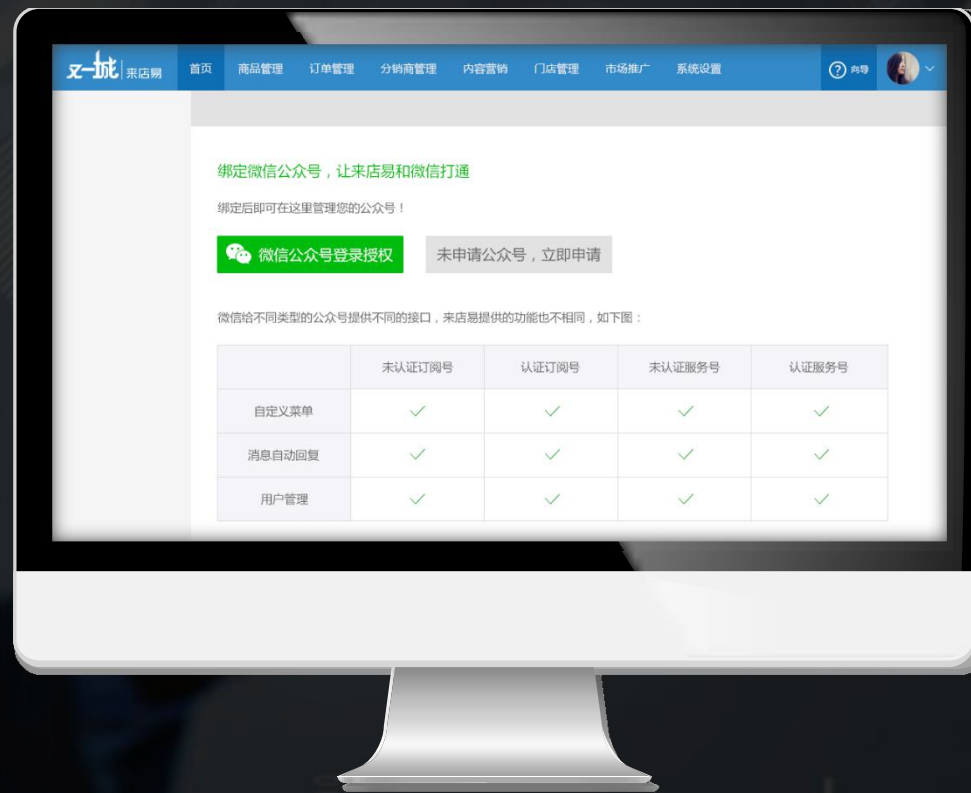 又一城 来店易 首页 商品管理 订单管理 分销商管理 内容营销 门店管理 市场推广 系统设置 ? 向导
绑定微信公众号，让来店易和微信打通
绑定后即可在这里管理您的公众号！
微信公众号登录授权 未申请公众号，立即申请
微信给不同类型的公众号提供不同的接口，来店易提供的功能也不相同，如下图：
未认证订阅号 认证订阅号 未认证服务号 认证服务号
自定义菜单 ✓ ✓ ✓ ✓
消息自动回复 ✓ ✓ ✓ ✓
用户管理 ✓ ✓ ✓ ✓